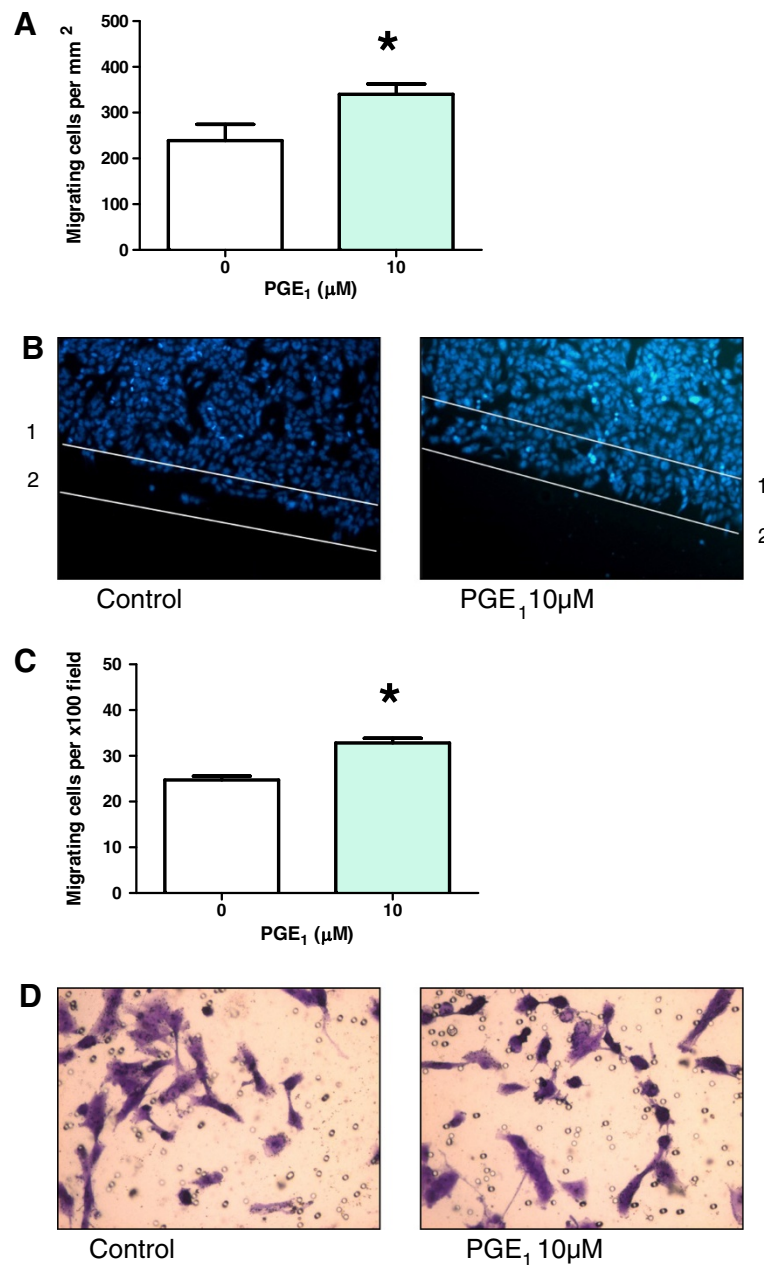 A
Migrating cells per mm 2
500
400
300
200
100
0
*
0 10
PGE1 (μM)
B
1
2
1
2
Control
PGE1 10μM
C
Migrating cells per x100 field
50
40
30
20
10
0
*
0 10
PGE1 (μM)
D
Control
PGE1 10μM